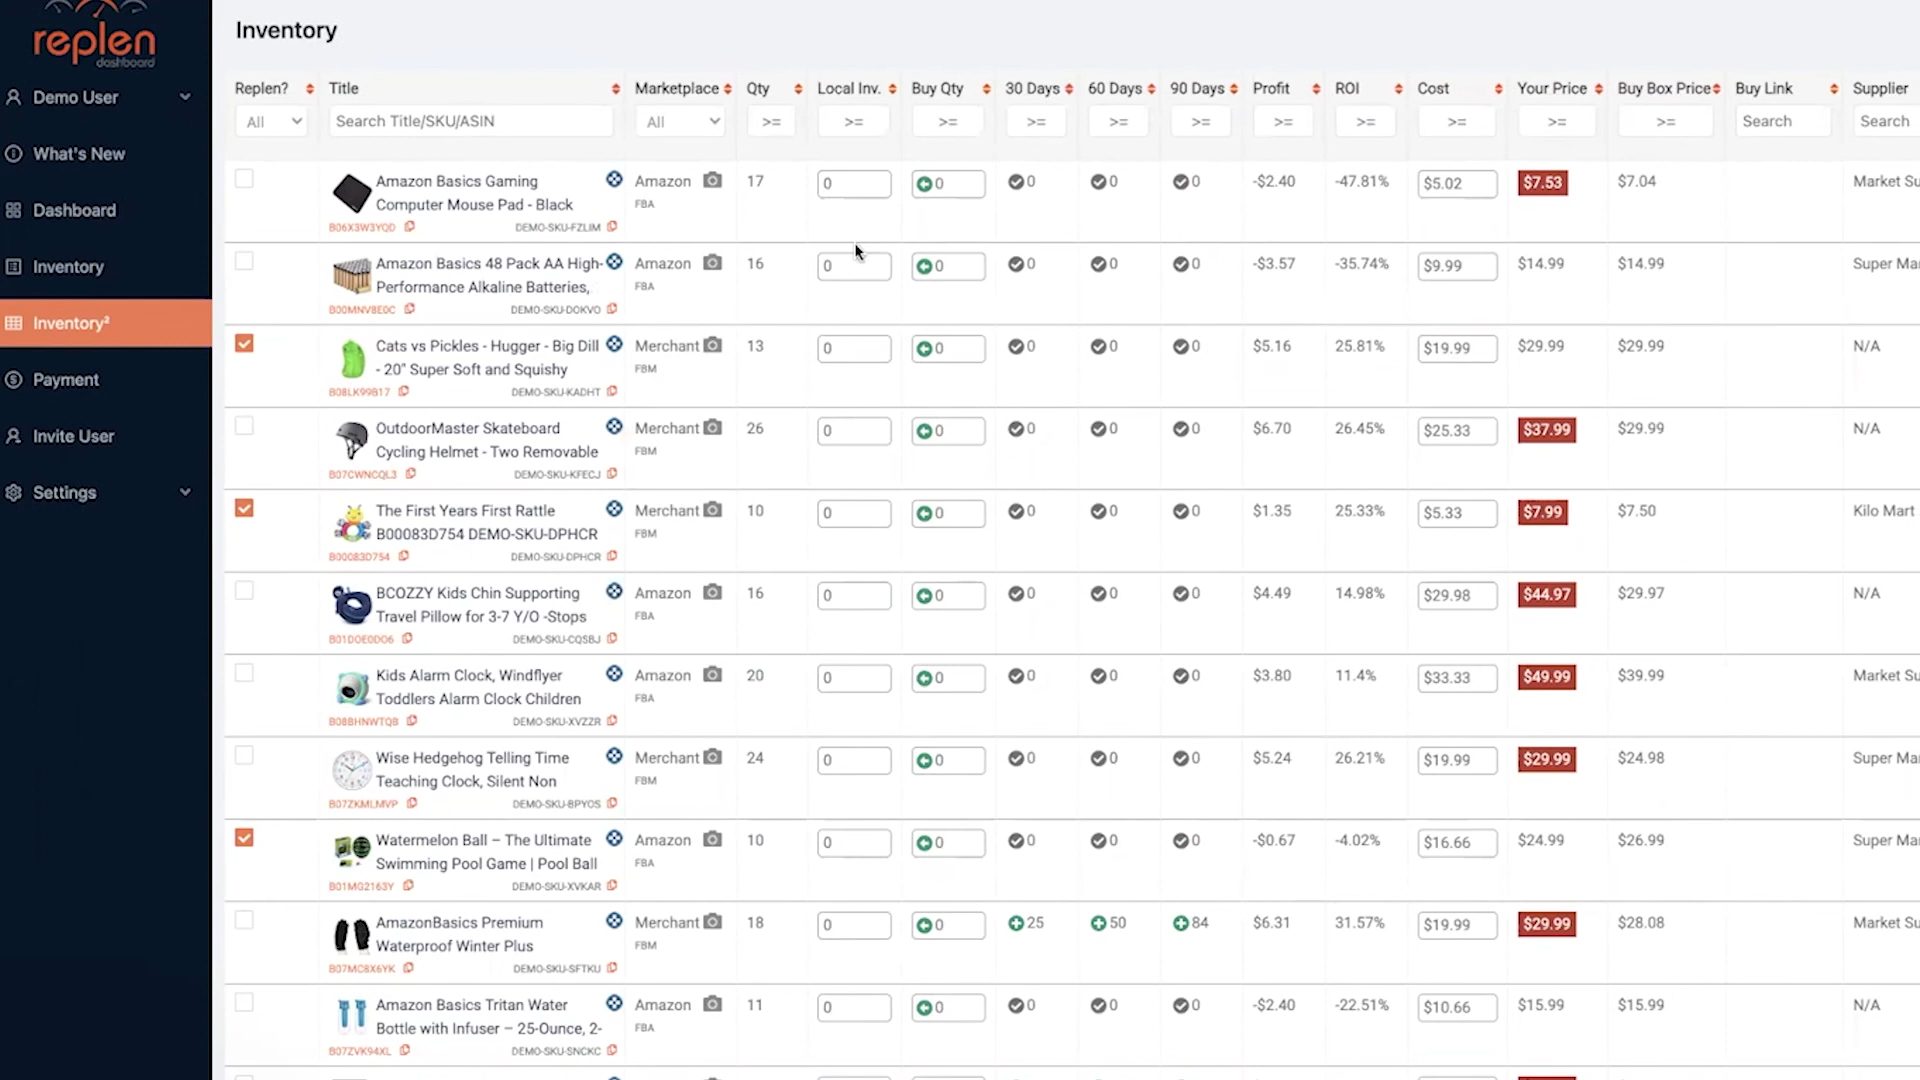 replen
dashboard
Demo User
What's New
Dashboard
Inventory
Inventory²
Payment
Invite User
Settings
Inventory
Replen? Title Marketplace Qty Local Inv. Buy Qty 30 Days 60 Days 90 Days Profit ROI Cost Your Price Buy Box Price Buy Link Supplier
All Search Title/SKU/ASIN All >= >= >= >= >= >= >= >= >= >= >= Search Search
Amazon Basics Gaming Amazon 17 0 0 0 0 0 -$2.40 -47.81% $5.02 $7.53 $7.04 Market Su
Computer Mouse Pad - Black FBA
B06X3W3YQD DEMO-SKU-FZLIM
Amazon Basics 48 Pack AA High- Amazon 16 0 0 0 0 0 -$3.57 -35.74% $9.99 $14.99 $14.99 Super Mar
Performance Alkaline Batteries, FBA
B00MNV8E0C DEMO-SKU-DOKVO
Cats vs Pickles - Hugger - Big Dill Merchant 13 0 0 0 0 0 $5.16 25.81% $19.99 $29.99 $29.99 N/A
- 20" Super Soft and Squishy FBM
B08LK99B17 DEMO-SKU-KADHT
OutdoorMaster Skateboard Merchant 26 0 0 0 0 0 $6.70 26.45% $25.33 $37.99 $29.99 N/A
Cycling Helmet - Two Removable FBM
B07CWNCQL3 DEMO-SKU-KFECJ
The First Years First Rattle Merchant 10 0 0 0 0 0 $1.35 25.33% $5.33 $7.99 $7.50 Kilo Mart
B00083D754 DEMO-SKU-DPHCR FBM
B00083D754 DEMO-SKU-DPHCR
BCOZZY Kids Chin Supporting Amazon 16 0 0 0 0 0 $4.49 14.98% $29.98 $44.97 $29.97 N/A
Travel Pillow for 3-7 Y/O -Stops FBA
B01DOE0DO6 DEMO-SKU-CQSBJ
Kids Alarm Clock, Windflyer Amazon 20 0 0 0 0 0 $3.80 11.4% $33.33 $49.99 $39.99 Market Su
Toddlers Alarm Clock Children FBA
B08BHNWTQB DEMO-SKU-XVZZR
Wise Hedgehog Telling Time Merchant 24 0 0 0 0 0 $5.24 26.21% $19.99 $29.99 $24.98 Super Mar
Teaching Clock, Silent Non FBM
B07ZKMLMVP DEMO-SKU-BPYOS
Watermelon Ball – The Ultimate Amazon 10 0 0 0 0 0 -$0.67 -4.02% $16.66 $24.99 $26.99 Super Mar
Swimming Pool Game | Pool Ball FBA
B01MG2163Y DEMO-SKU-XVKAR
AmazonBasics Premium Merchant 18 0 0 25 50 84 $6.31 31.57% $19.99 $29.99 $28.08 Market Su
Waterproof Winter Plus FBM
B07MC8X6YK DEMO-SKU-SFTKU
Amazon Basics Tritan Water Amazon 11 0 0 0 0 0 -$2.40 -22.51% $10.66 $15.99 $15.99 N/A
Bottle with Infuser – 25-Ounce, 2- FBA
B07ZVK94XL DEMO-SKU-SNCKC